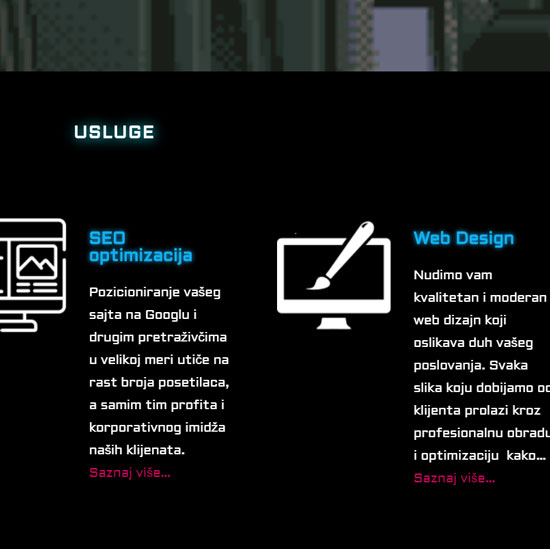 USLUGE
SEO
optimizacija
Pozicioniranje vašeg
sajta na Googlu i
drugim pretraživčima
u velikoj meri utiče na
rast broja posetilaca,
a samim tim profita i
korporativnog imidža
naših klijenata.
Saznaj više...
Web Design
Nudimo vam
kvalitetan i moderan
web dizajn koji
oslikava duh vašeg
poslovanja. Svaka
slika koju dobijamo od
klijenta prolazi kroz
profesionalnu obradu
i optimizaciju  kako...
Saznaj više...